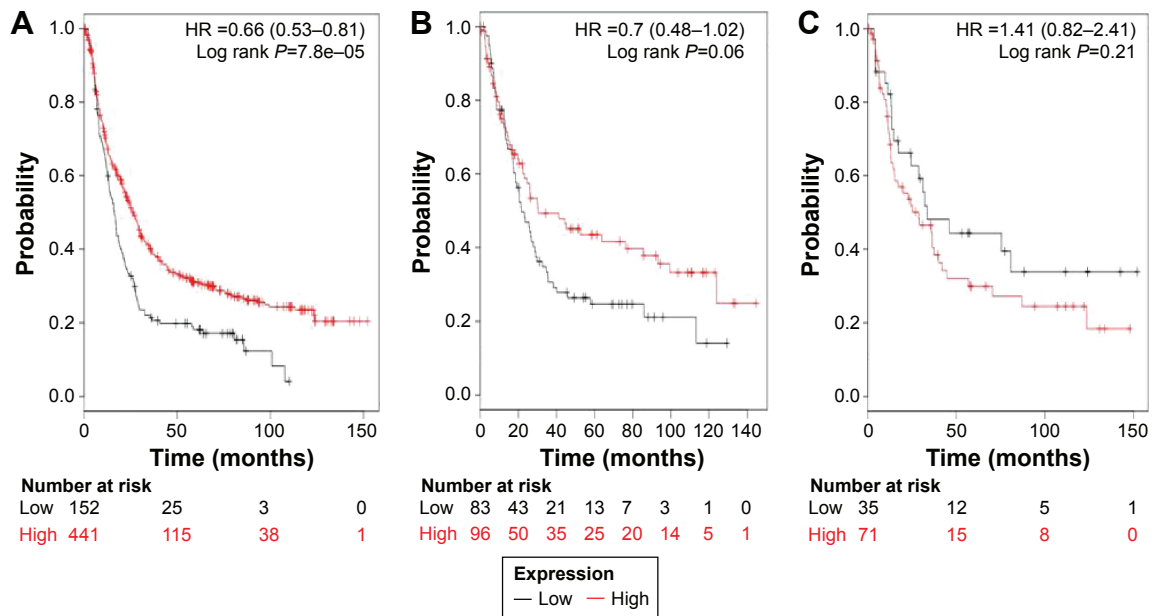 A
HR =0.66 (0.53–0.81)
Log rank P=7.8e–05
1.0
0.8
0.6
0.4
0.2
0.0
Probability
0 50 100 150
Time (months)
Number at risk
Low 152 25 3 0
High 441 115 38 1
B
HR =0.7 (0.48–1.02)
Log rank P=0.06
1.0
0.8
0.6
0.4
0.2
0.0
Probability
0 20 40 60 80 100 120 140
Time (months)
Number at risk
Low 83 43 21 13 7 3 1 0
High 96 50 35 25 20 14 5 1
C
HR =1.41 (0.82–2.41)
Log rank P=0.21
1.0
0.8
0.6
0.4
0.2
0.0
Probability
0 50 100 150
Time (months)
Number at risk
Low 35 12 5 1
High 71 15 8 0
Expression
Low High